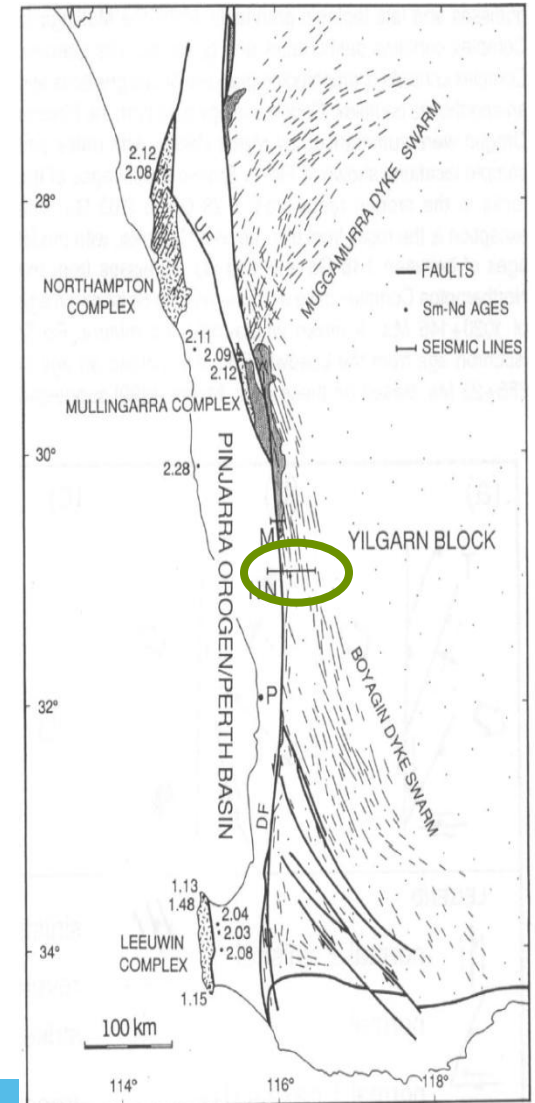 2.12
2.08
28°
U F
MUGGAMURRA DYKE SWARM
NORTHAMPTON
COMPLEX
FAULTS
Sm-Nd AGES
SEISMIC LINES
2.11
2.09
2.12
MULLINGARRA COMPLEX
30°
2.28
PINJARRA OROGEN/PERTH BASIN
M
YILGARN BLOCK
BOYAGIN DYKE SWARM
32°
P
DF
1.13
1.48
2.04
2.03
2.08
34°
LEEUWIN
COMPLEX
1.15
100 km
114°
116°
118°